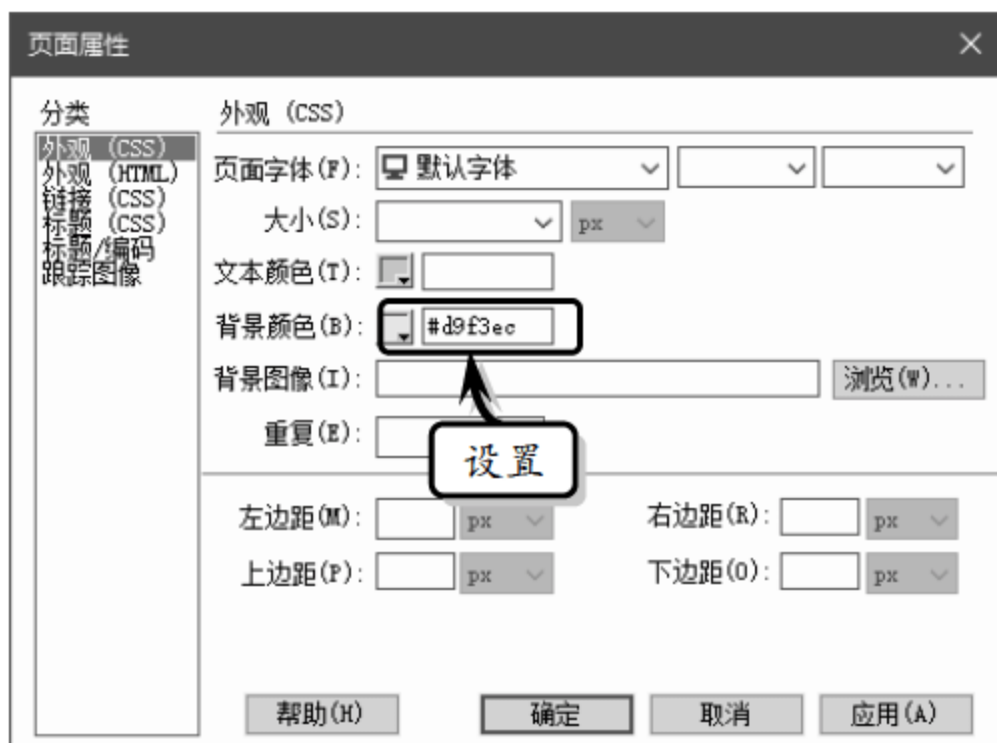 页面属性
分类
外观 (CSS)
外观 (HTML)
链接 (CSS)
标题 (CSS)
标题/编码
跟踪图像
外观 (CSS)
页面字体(F): 默认字体
大小(S): px
文本颜色(T):
背景颜色(B): #d9f3ec
背景图像(I): 浏览(W)...
重复(E):
设置
左边距(M): px 右边距(R): px
上边距(P): px 下边距(O): px
帮助(H) 确定 取消 应用(A)